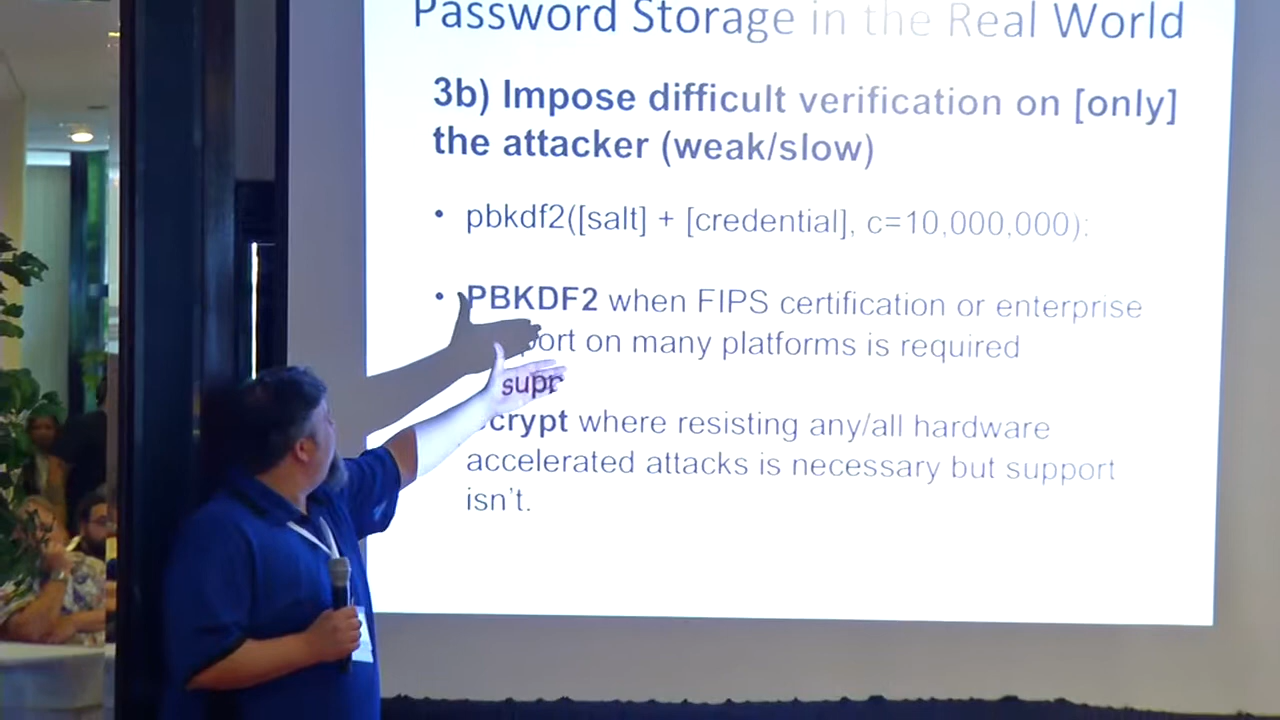 Password Storage in the Real World
3b) Impose difficult verification on [only]
the attacker (weak/slow)
• pbkdf2([salt] + [credential], c=10,000,000):
• PBKDF2 when FIPS certification or enterprise
port on many platforms is required
supr
crypt where resisting any/all hardware
accelerated attacks is necessary but support
isn't.